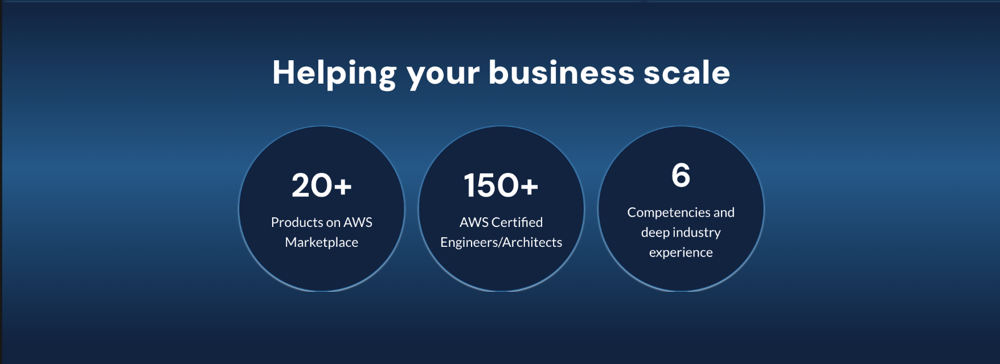 Helping your business scale
20+
Products on AWS
Marketplace
150+
AWS Certified
Engineers/Architects
6
Competencies and
deep industry
experience